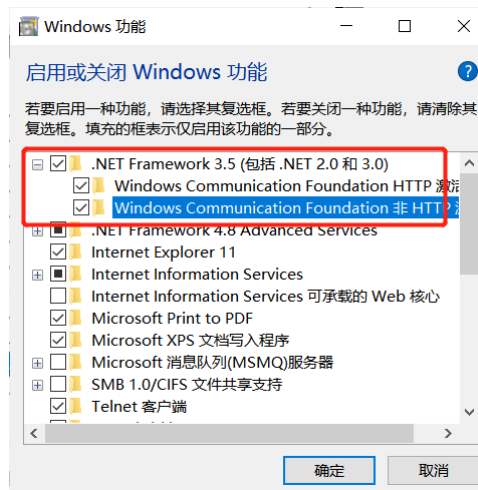 Windows 功能
启用或关闭 Windows 功能
?
若要启用一种功能，请选择其复选框。若要关闭一种功能，请清除其
复选框。填充的框表示仅启用该功能的一部分。
.NET Framework 3.5 (包括 .NET 2.0 和 3.0)
Windows Communication Foundation HTTP 激活
Windows Communication Foundation 非 HTTP
.NET Framework 4.8 Advanced Services
Internet Explorer 11
Internet Information Services
Internet Information Services 可承载的 Web 核心
Microsoft Print to PDF
Microsoft XPS 文档写入程序
Microsoft 消息队列(MSMQ)服务器
SMB 1.0/CIFS 文件共享支持
Telnet 客户端
确定
取消